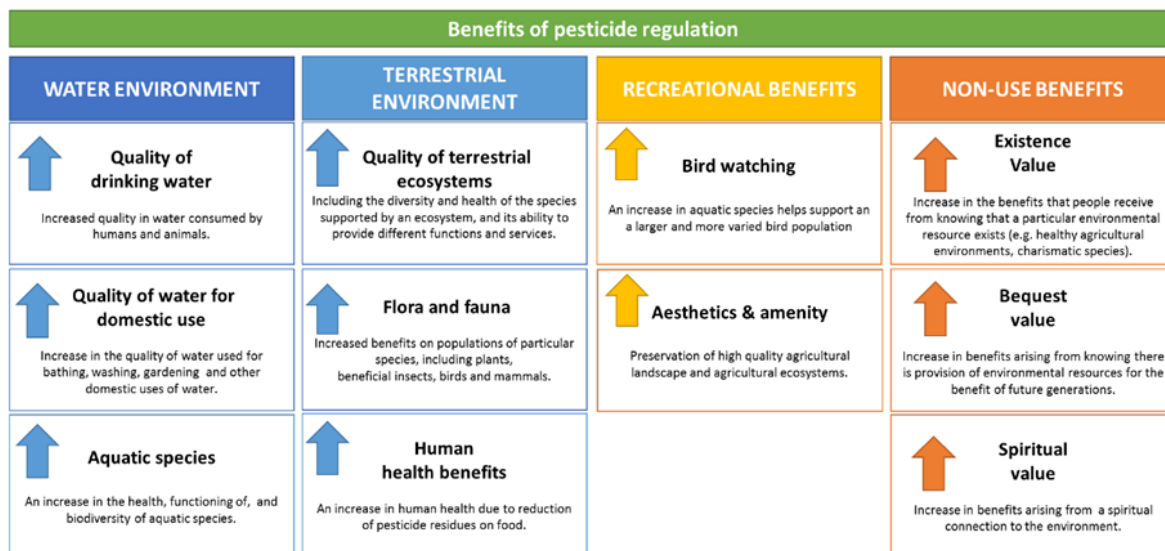 Benefits of pesticide regulation
WATER ENVIRONMENT
Quality of
drinking water
Increased quality in water consumed by
humans and animals.
Quality of water for
domestic use
Increase in the quality of water used for
bathing, washing, gardening and other
domestic uses of water.
Aquatic species
An increase in the health, functioning of, and
biodiversity of aquatic species.
TERRESTRIAL
ENVIRONMENT
Quality of terrestrial
ecosystems
Including the diversity and health of the species
supported by an ecosystem, and its ability to
provide different functions and services.
Flora and fauna
Increased benefits on populations of particular
species, including plants,
beneficial insects, birds and mammals.
Human
health benefits
An increase in human health due to reduction
of pesticide residues on food.
RECREATIONAL BENEFITS
Bird watching
An increase in aquatic species helps support an
a larger and more varied bird population
Aesthetics & amenity
Preservation of high quality agricultural
landscape and agricultural ecosystems.
NON-USE BENEFITS
Existence
Value
Increase in the benefits that people receive
from knowing that a particular environmental
resource exists (e.g. healthy agricultural
environments, charismatic species).
Bequest
value
Increase in benefits arising from knowing there
is provision of environmental resources for the
benefit of future generations.
Spiritual
value
Increase in benefits arising from a spiritual
connection to the environment.